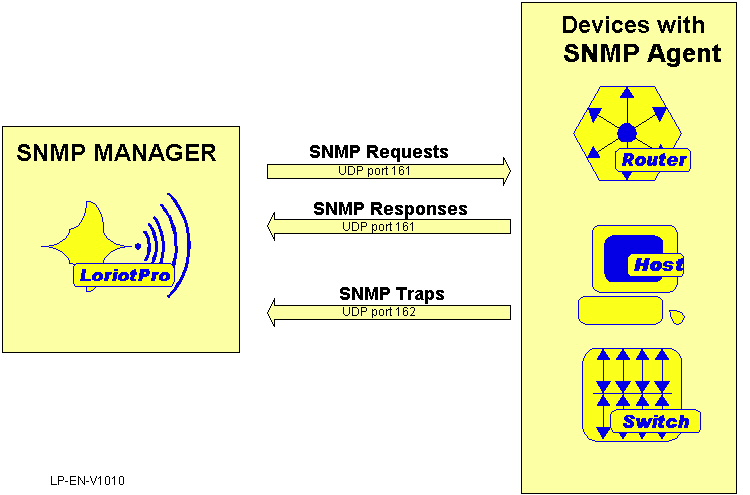 Devices with
SNMP Agent
Router
Host
Switch
SNMP MANAGER
LoriotPro
SNMP Requests
UDP port 161
SNMP Responses
UDP port 161
SNMP Traps
UDP port 162
LP-EN-V1010